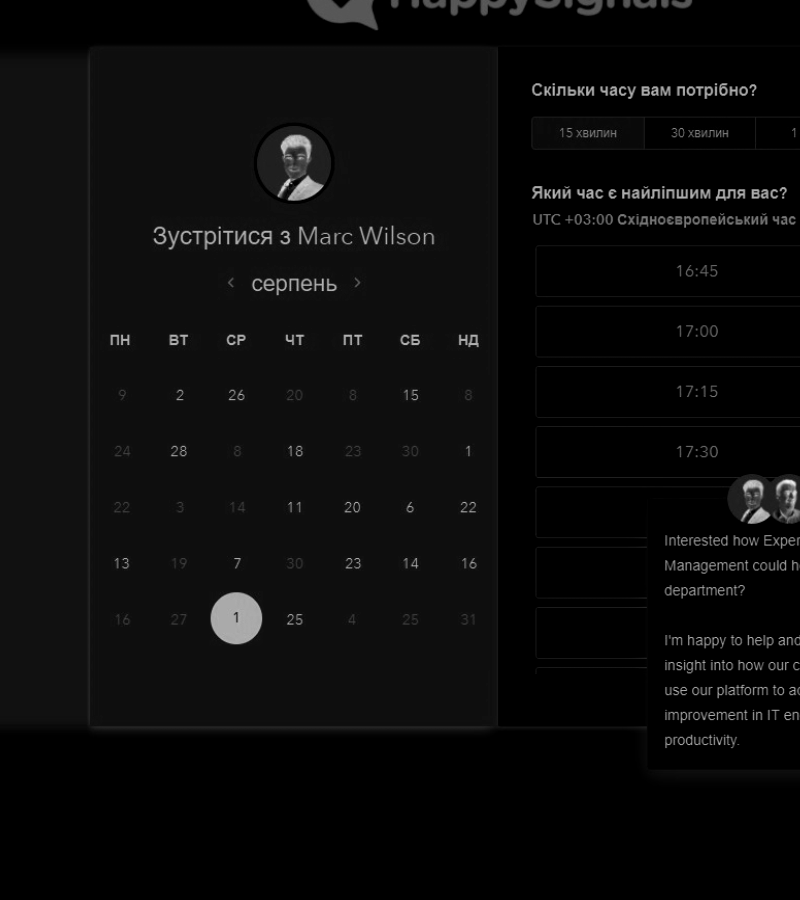 HappySignals
Зустрітися з Marc Wilson
серпень
ПН ВТ СР ЧТ ПТ СБ НД
9 2 26 20 8 15 8
24 28 8 18 23 30 1
22 3 14 11 20 6 22
13 19 7 30 23 14 16
16 27 1 25 4 25 31
Скільки часу вам потрібно?
15 хвилин 30 хвилин 1
Який час є найліпшим для вас?
UTC +03:00 Східноєвропейський час
16:45
17:00
17:15
17:30
Interested how
Management could
department?
I'm happy to help and
insight into how our
use our platform to
improvement in IT
productivity.